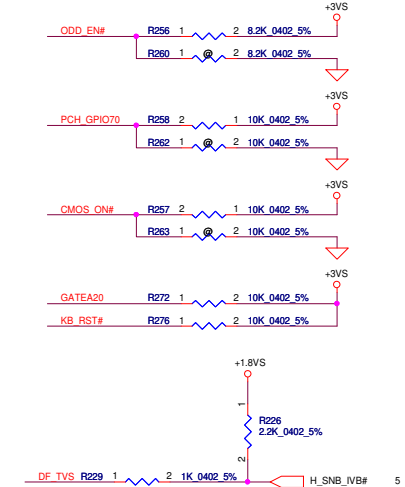 +3VS
ODD_EN# R256 1 2 8.2K_0402_5%
R260 1 @ 2 8.2K_0402_5%
+3VS
PCH_GPIO70 R258 2 1 10K_0402_5%
R262 1 @ 2 10K_0402_5%
+3VS
CMOS_ON# R257 2 1 10K_0402_5%
R263 1 @ 2 10K_0402_5%
+3VS
GATEA20 R272 1 2 10K_0402_5%
KB_RST# R276 1 2 10K_0402_5%
+1.8VS
1
R226
2.2K_0402_5%
2
DF_TVS R229 1 2 1K_0402_5% H_SNB_IVB# 5